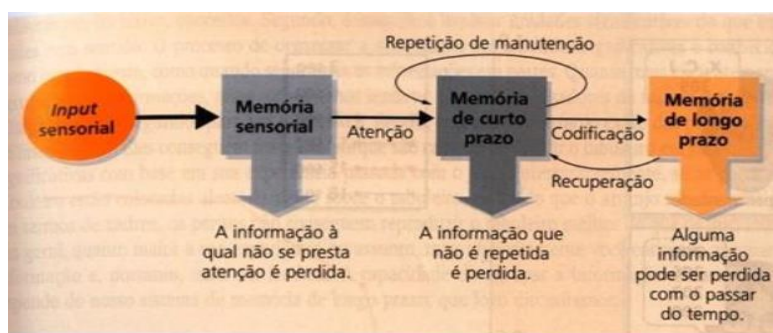 Repetição de manutenção
Input
sensorial
Memória
sensorial
Atenção
Memória
de curto
prazo
Codificação
Recuperação
Memória
de longo
prazo
A informação à
qual não se presta
atenção é perdida.
A informação que
não é repetida
é perdida.
Alguma
informação
pode ser perdida
com o passar
do tempo.